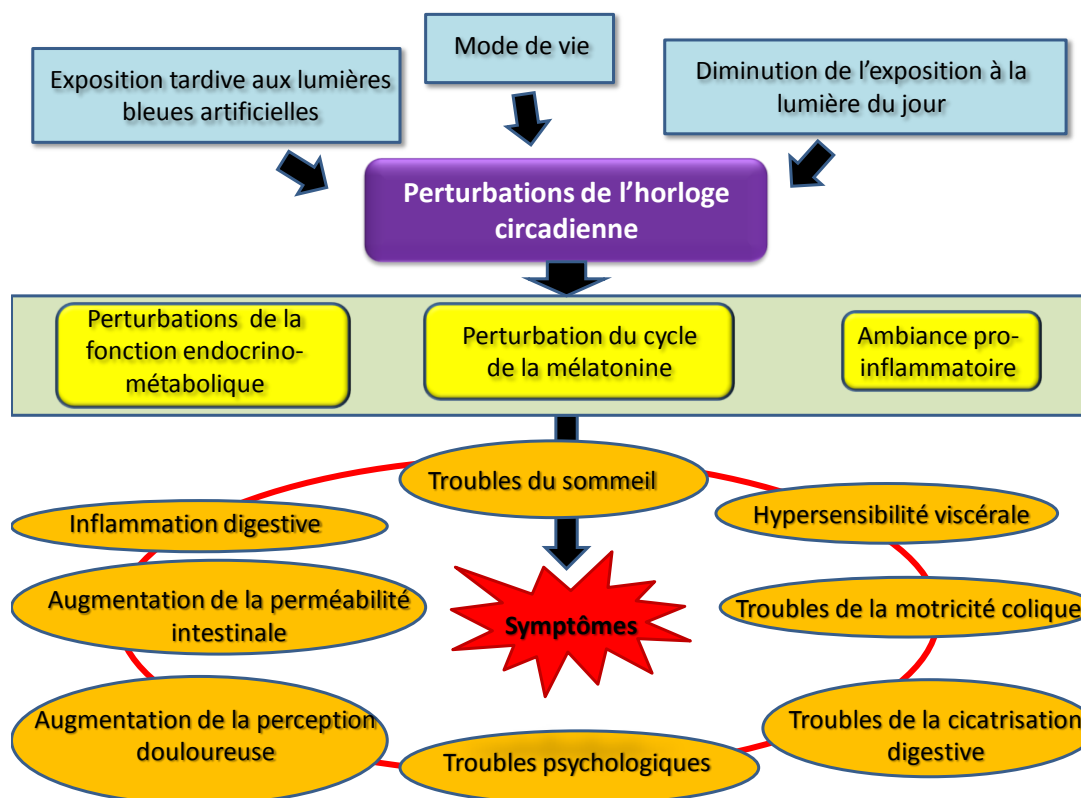 Mode de vie
Exposition tardive aux lumières
bleues artificielles
Diminution de l’exposition à la
lumière du jour
Perturbations de l’horloge
circadienne
Perturbations de la
fonction endocrino-
métabolique
Perturbation du cycle
de la mélatonine
Ambiance pro-
inflammatoire
Troubles du sommeil
Inflammation digestive
Hypersensibilité viscérale
Augmentation de la perméabilité
intestinale
Symptômes
Troubles de la motricité colique
Augmentation de la perception
douloureuse
Troubles psychologiques
Troubles de la cicatrisation
digestive